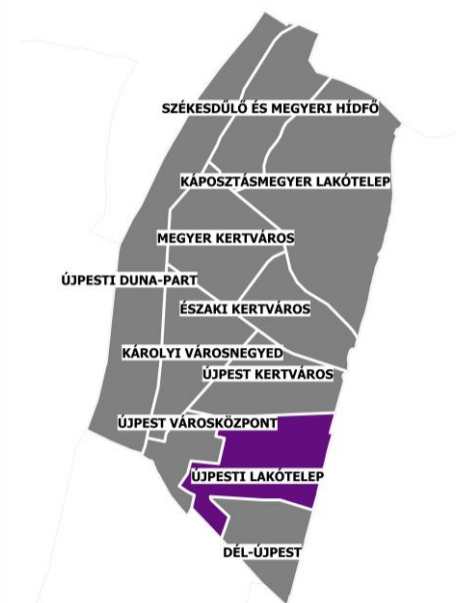 SZÉKESDŰLŐ ÉS MEGYERI HÍDFŐ
KÁPOSZTÁSMEGYER LAKÓTELEP
MEGYER KERTVÁROS
ÚJPESTI DUNA-PART
ÉSZAKI KERTVÁROS
KÁROLYI VÁROSNEGYED
ÚJPEST KERTVÁROS
ÚJPEST VÁROSKÖZPONT
ÚJPESTI LAKÓTELEP
DÉL-ÚJPEST